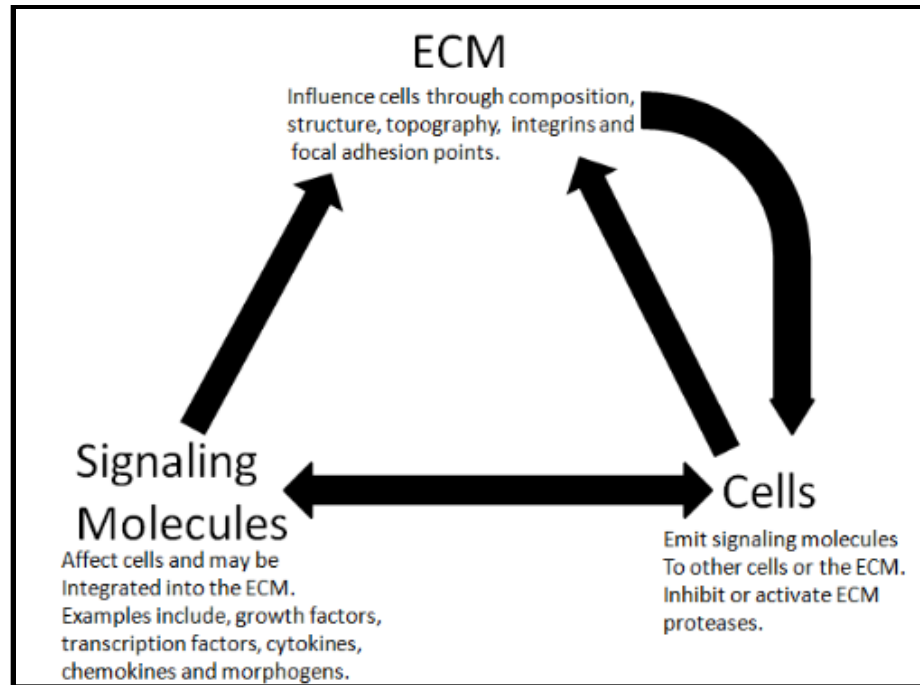 ECM
Influence cells through composition,
structure, topography, integrins and
focal adhesion points.
Signaling
Molecules
Affect cells and may be
Integrated into the ECM.
Examples include, growth factors,
transcription factors, cytokines,
chemokines and morphogens.
Cells
Emit signaling molecules
To other cells or the ECM.
Inhibit or activate ECM
proteases.